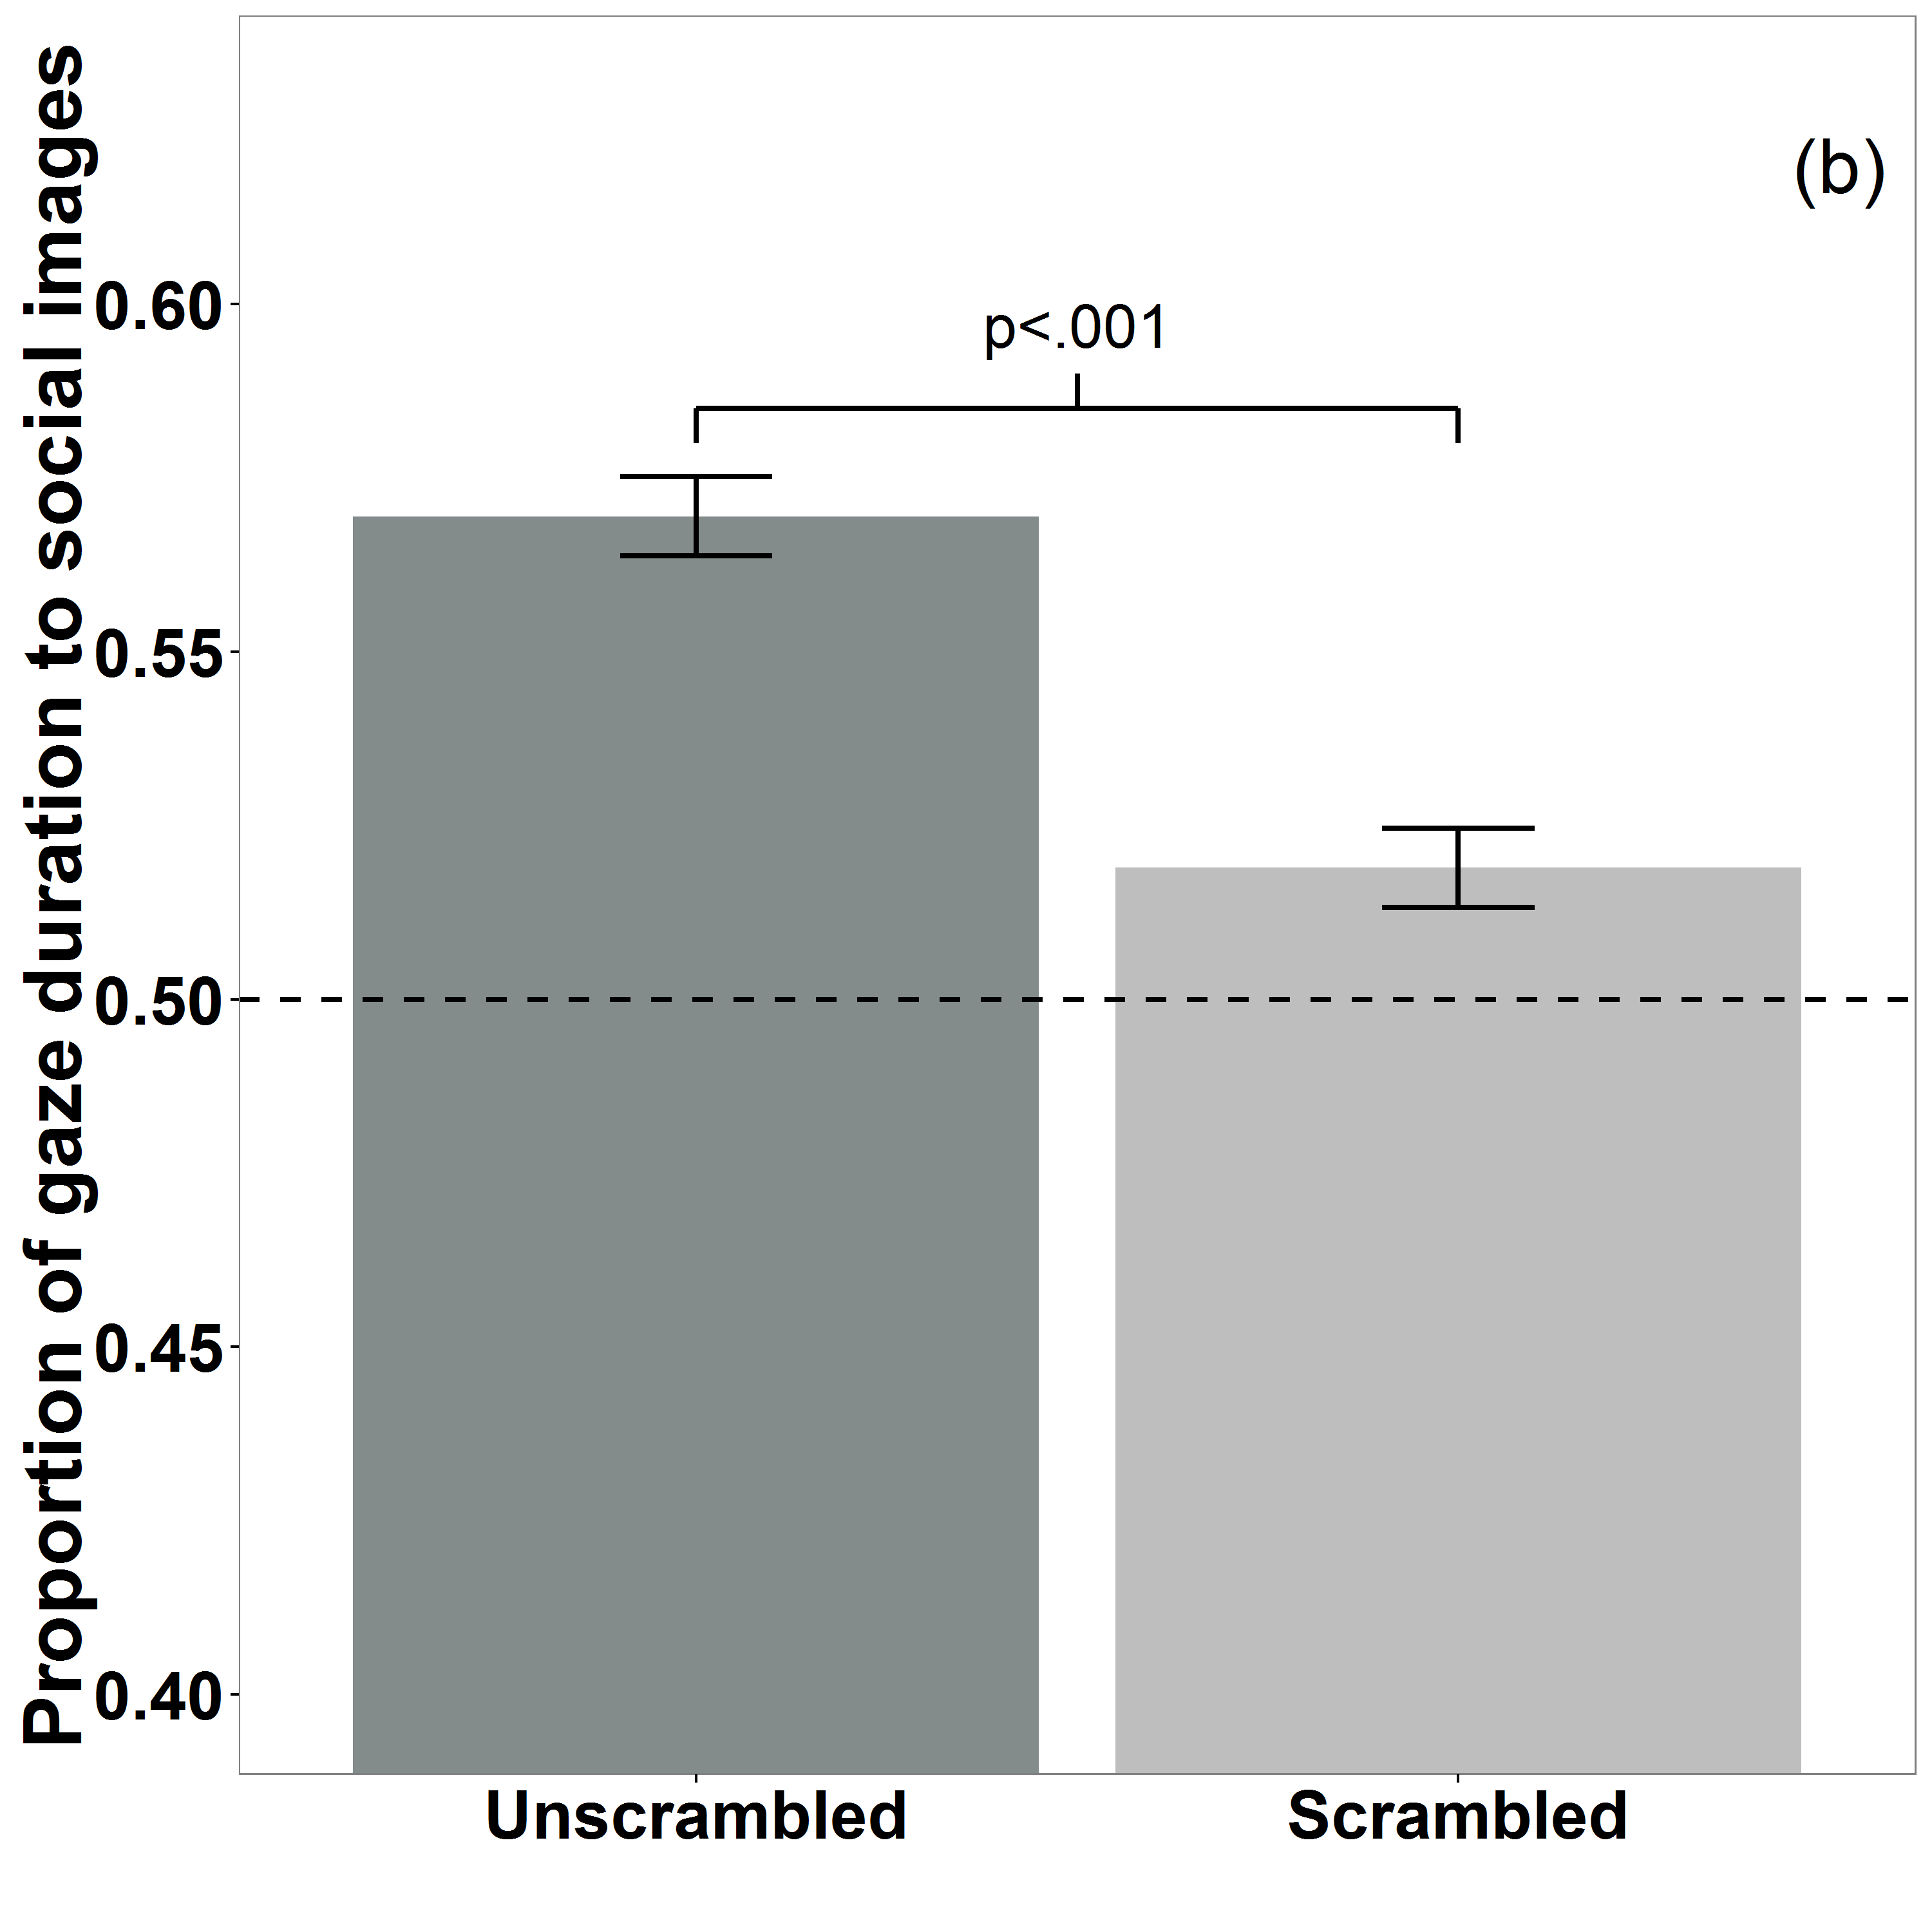 Proportion of gaze duration to social images
(b)
0.60
p<.001
0.55
0.50
0.45
0.40
Unscrambled
Scrambled